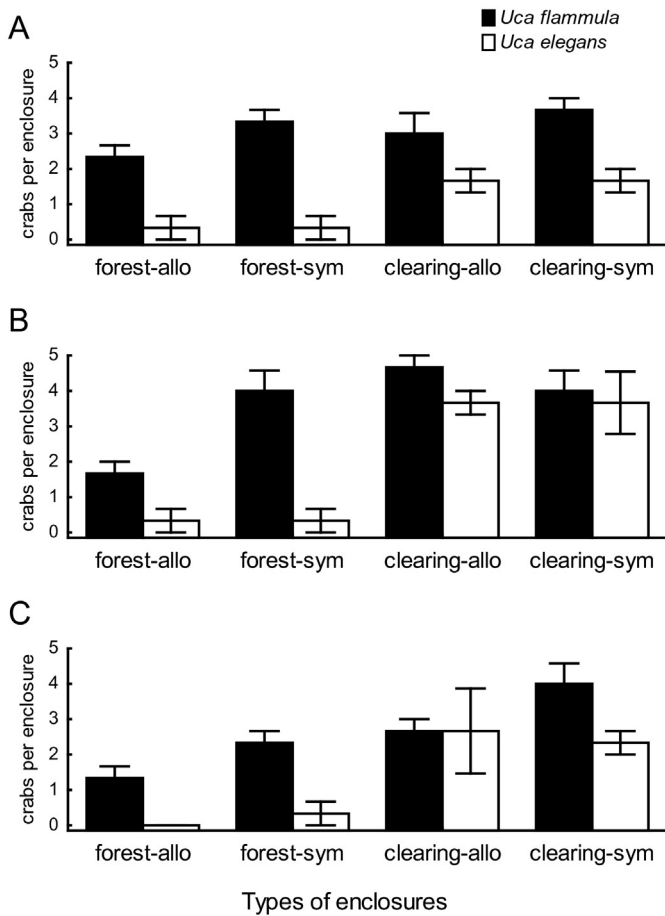 A
Uca flammula
Uca elegans
crabs per enclosure
5
4
3
2
1
0
forest-allo forest-sym clearing-allo clearing-sym
B
crabs per enclosure
5
4
3
2
1
0
forest-allo forest-sym clearing-allo clearing-sym
C
crabs per enclosure
5
4
3
2
1
0
forest-allo forest-sym clearing-allo clearing-sym
Types of enclosures